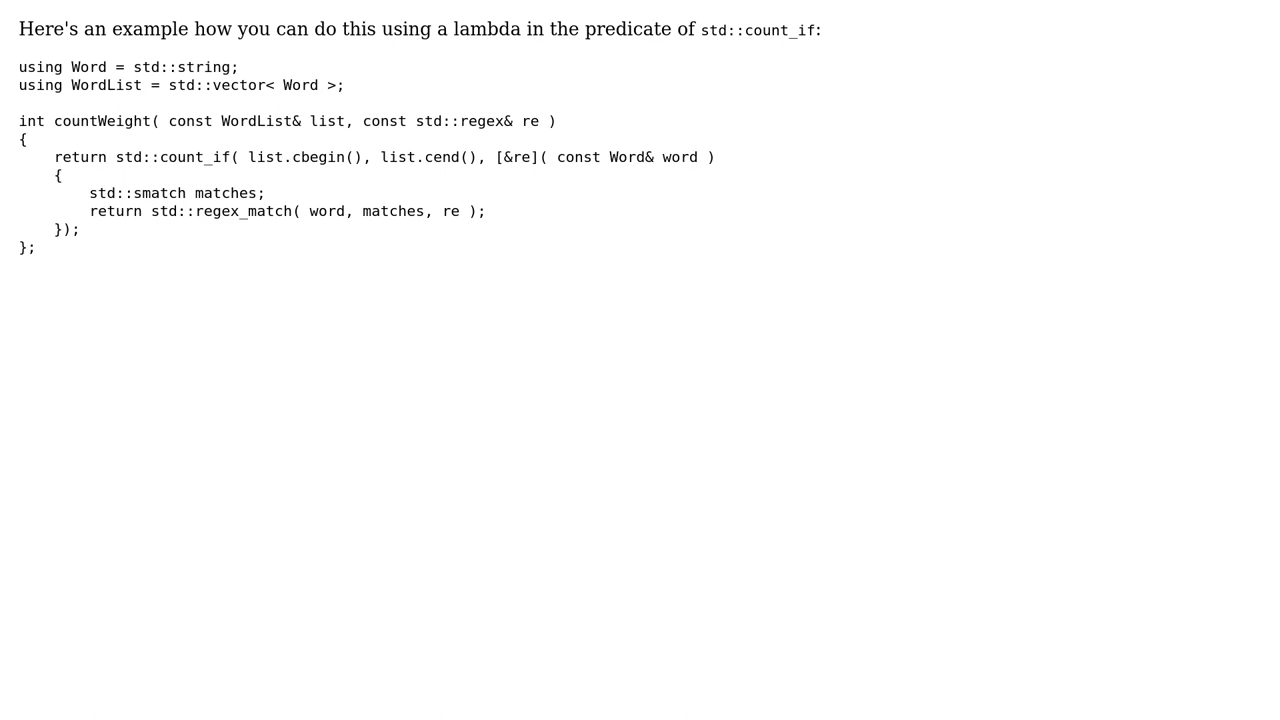 Here's an example how you can do this using a lambda in the predicate of std::count_if:
using Word = std::string;
using WordList = std::vector< Word >;

int countWeight( const WordList& list, const std::regex& re )
{
    return std::count_if( list.cbegin(), list.cend(), [&re]( const Word& word )
    {
        std::smatch matches;
        return std::regex_match( word, matches, re );
    });
};